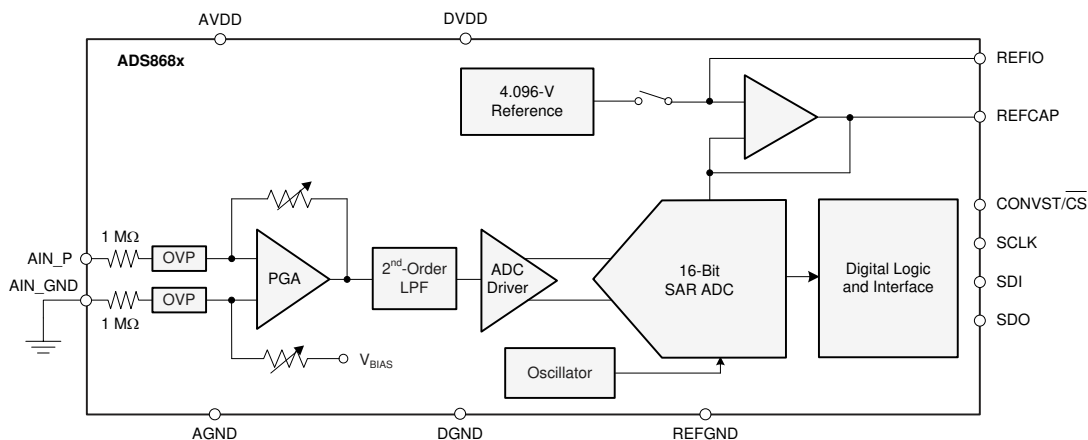 AVDD
DVDD
ADS868x
REFIO
4.096-V
Reference
REFCAP
CONVST/CS
1 MΩ
AIN_P
OVP
PGA
2nd-Order
LPF
ADC
Driver
16-Bit
SAR ADC
Digital Logic
and Interface
SCLK
SDI
SDO
AIN_GND
OVP
1 MΩ
VBIAS
Oscillator
AGND
DGND
REFGND